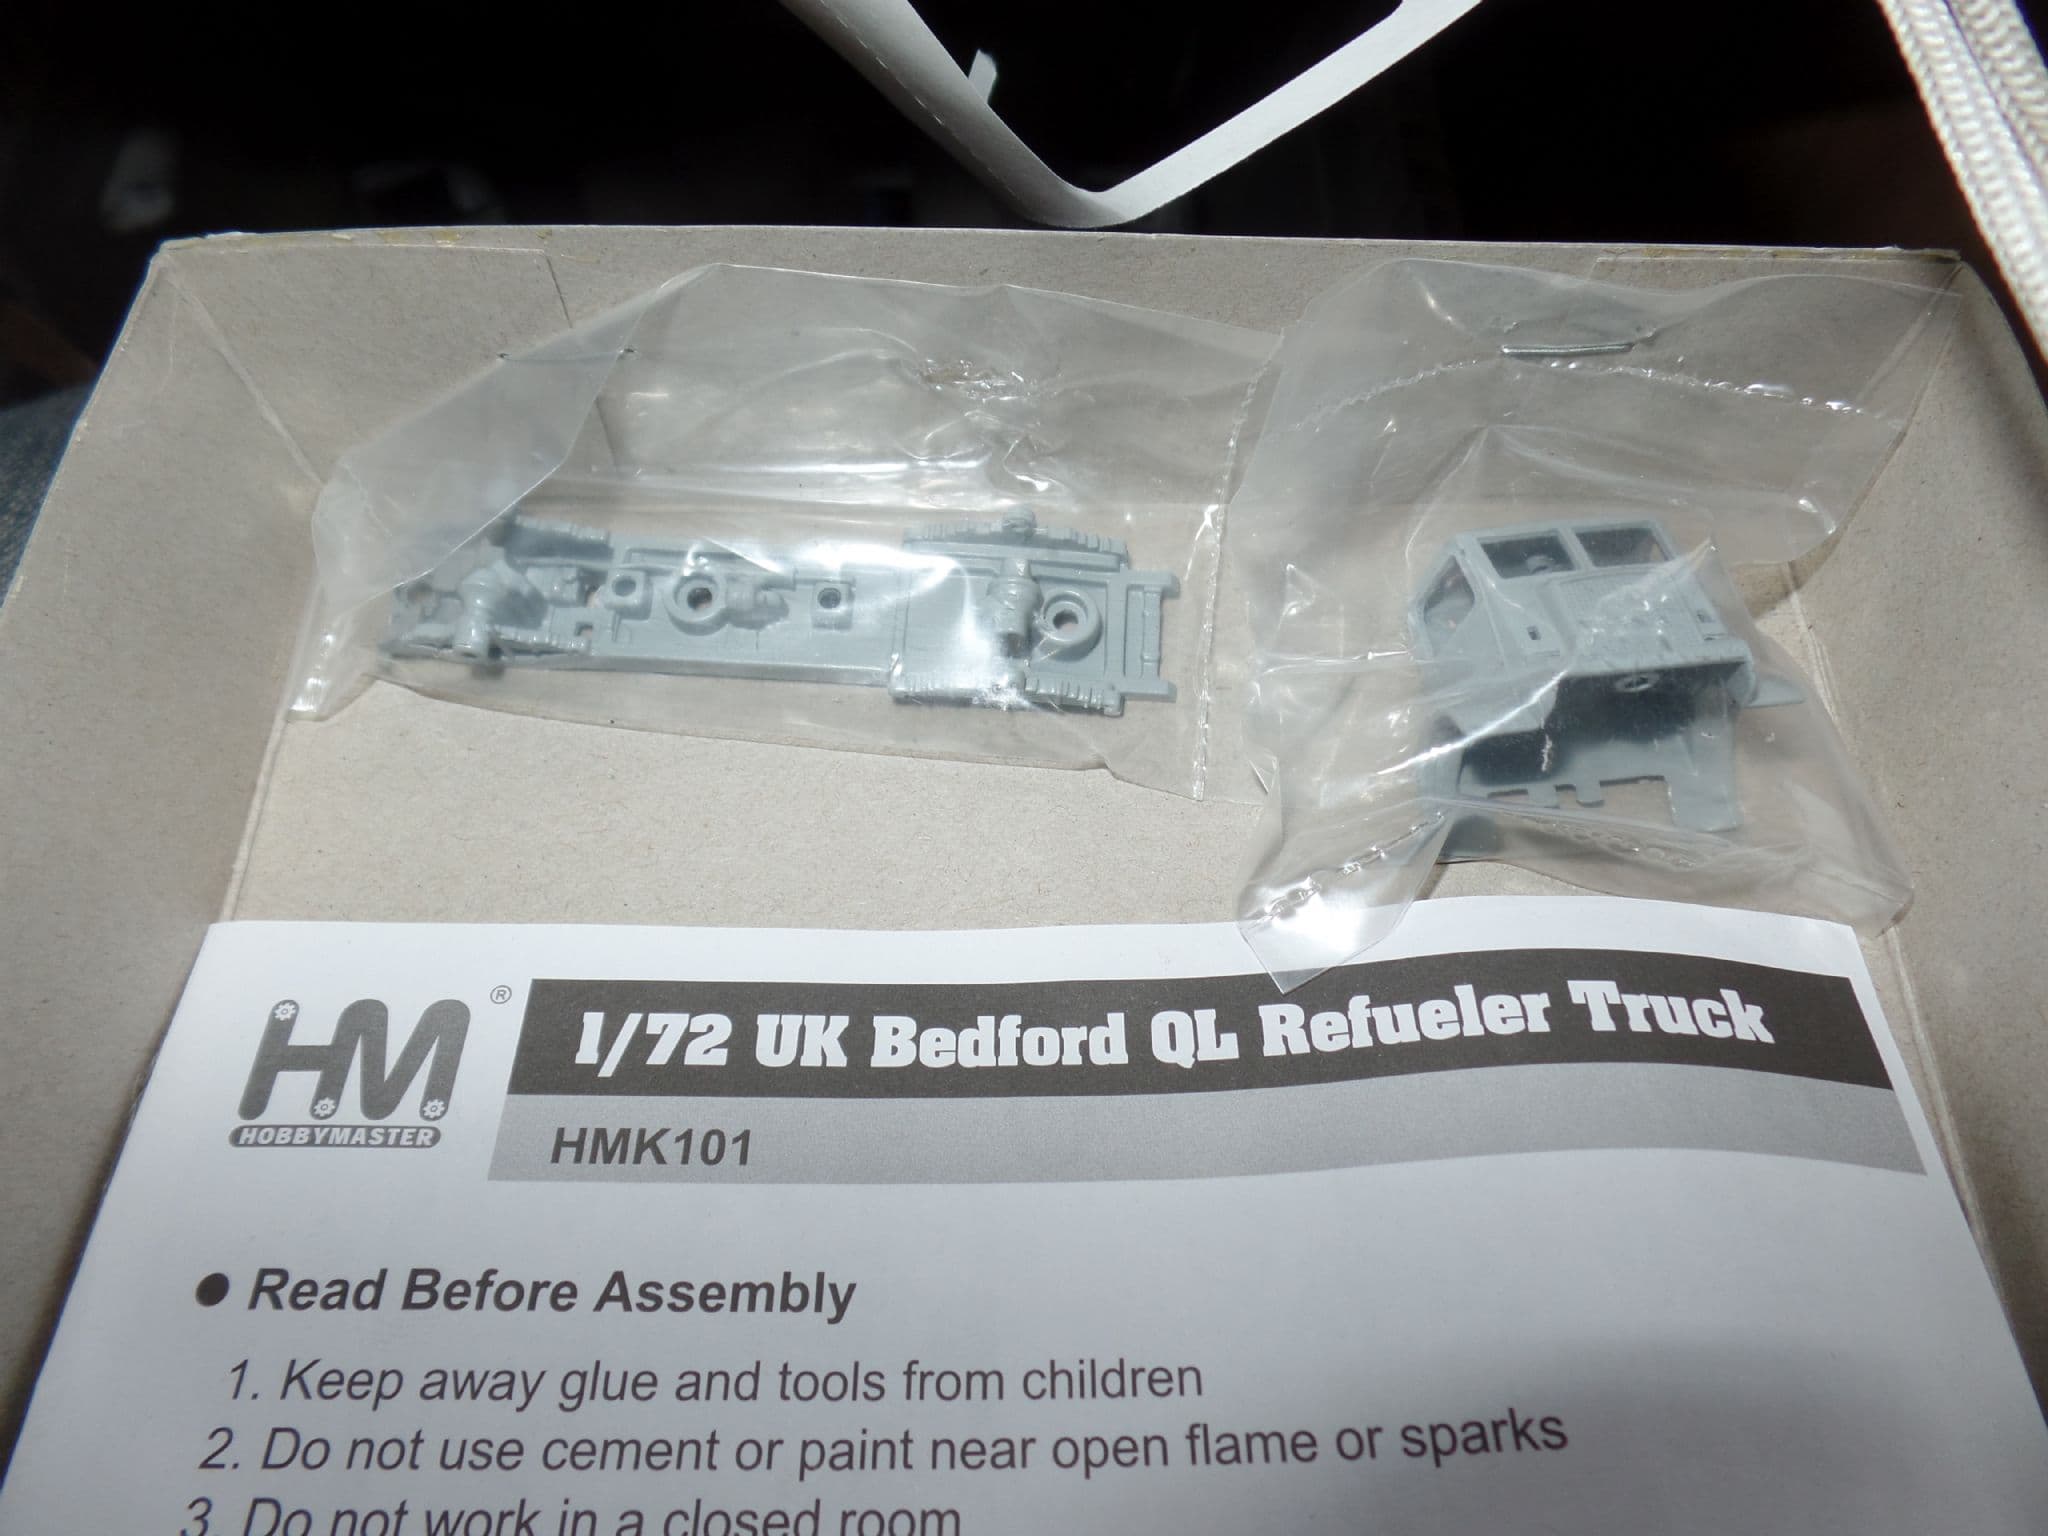 HM®
HOBBYMASTER
1/72 UK Bedford QL Refueler Truck
HMK101
● Read Before Assembly
1. Keep away glue and tools from children
2. Do not use cement or paint near open flame or sparks
3. Do not work in a closed room